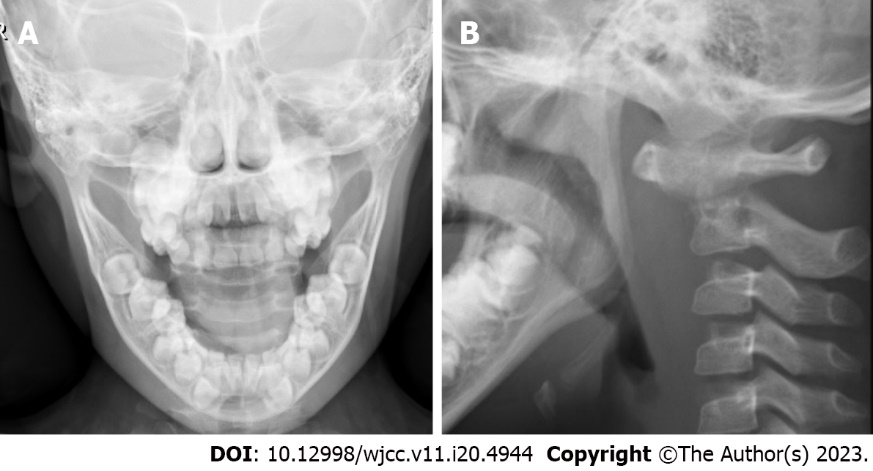 R A
B
DOI: 10.12998/wjcc.v11.i20.4944 Copyright ©The Author(s) 2023.